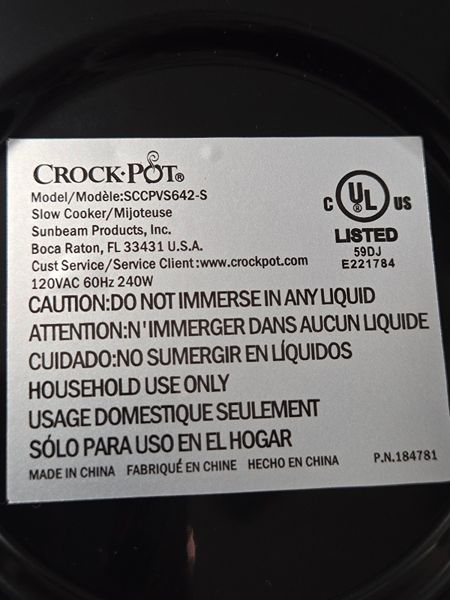 CROCK·POT®
Model/Modèle:SCCPVS642-S
Slow Cooker/Mijoteuse
Sunbeam Products, Inc.
Boca Raton, FL 33431 U.S.A.
Cust Service/Service Client:www.crockpot.com
120VAC 60Hz 240W
C UL ® US
LISTED
59DJ
E221784
CAUTION:DO NOT IMMERSE IN ANY LIQUID
ATTENTION:N'IMMERGER DANS AUCUN LIQUIDE
CUIDADO:NO SUMERGIR EN LÍQUIDOS
HOUSEHOLD USE ONLY
USAGE DOMESTIQUE SEULEMENT
SÓLO PARA USO EN EL HOGAR
MADE IN CHINA FABRIQUÉ EN CHINE HECHO EN CHINA P.N.184781